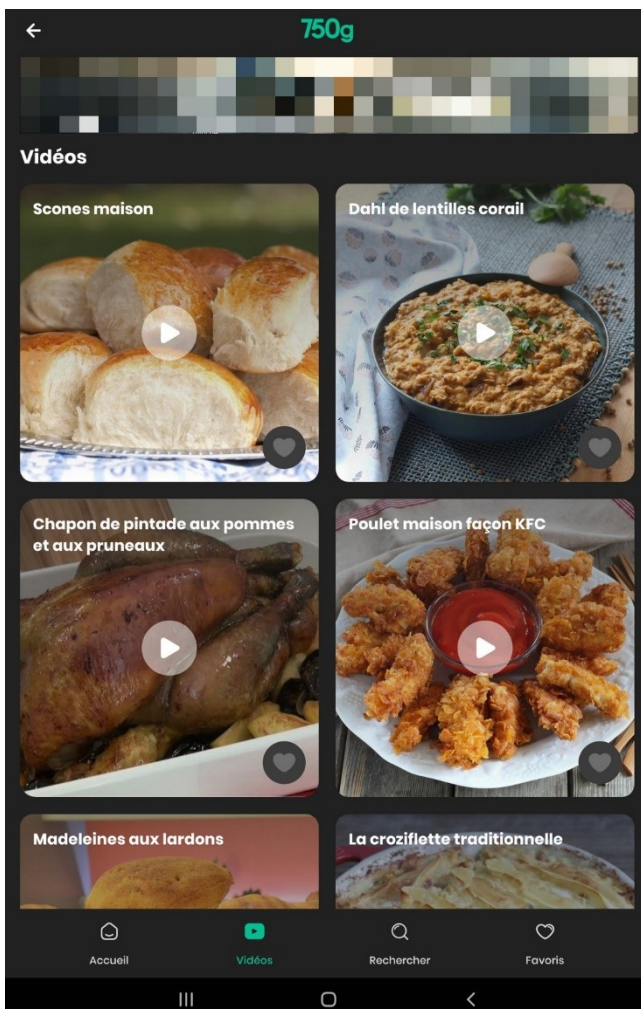 750g
Vidéos
Scones maison
Dahl de lentilles corail
Chapon de pintade aux pommes
et aux pruneaux
Poulet maison façon KFC
Madeleines aux lardons
La croziflette traditionnelle
Accueil
Vidéos
Rechercher
Favoris